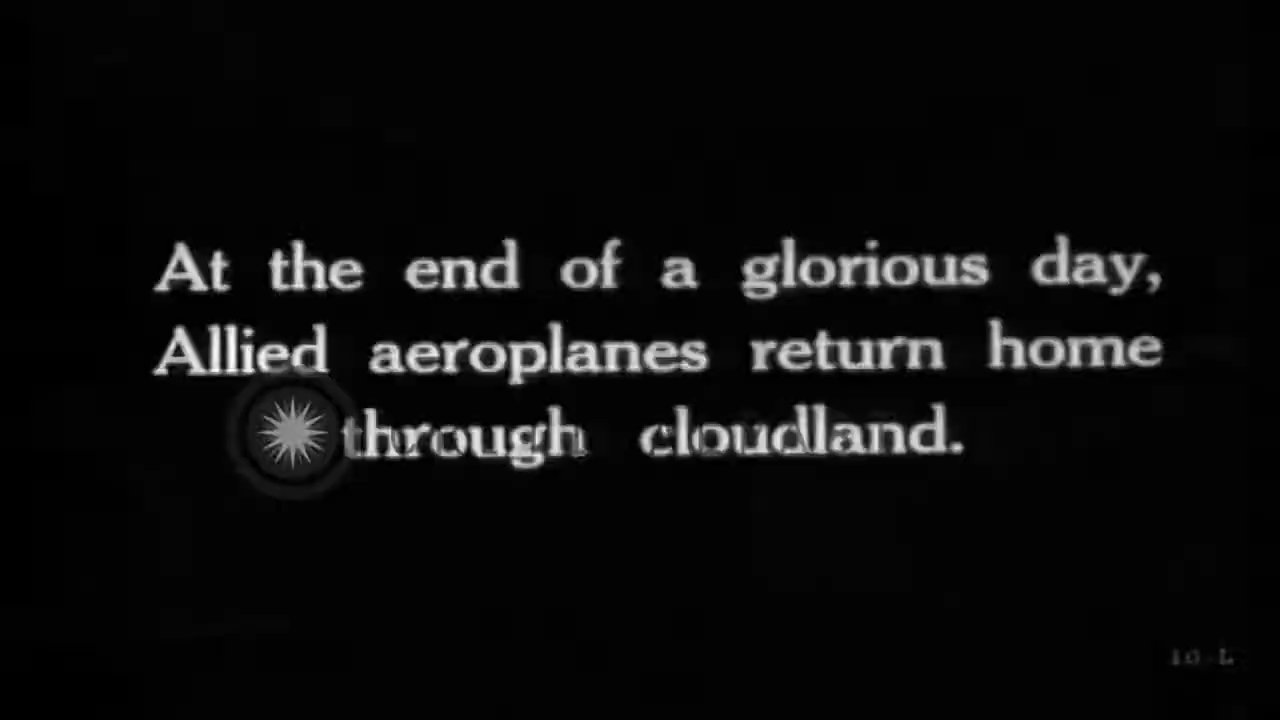 At the end of a glorious day,
Allied aeroplanes return home
through cloudland.